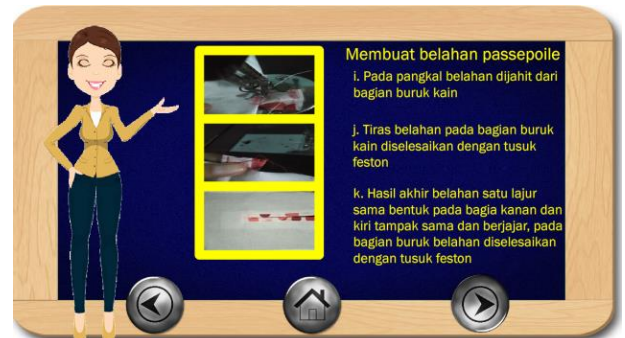 Membuat belahan passepoile
i. Pada pangkal belahan dijahit dari
bagian buruk kain
j. Tiras belahan pada bagian buruk
kain diselesaikan dengan tusuk
feston
k. Hasil akhir belahan satu lajur
sama bentuk pada bagia kanan dan
kiri tampak sama dan berjajar, pada
bagian buruk belahan diselesaikan
dengan tusuk feston